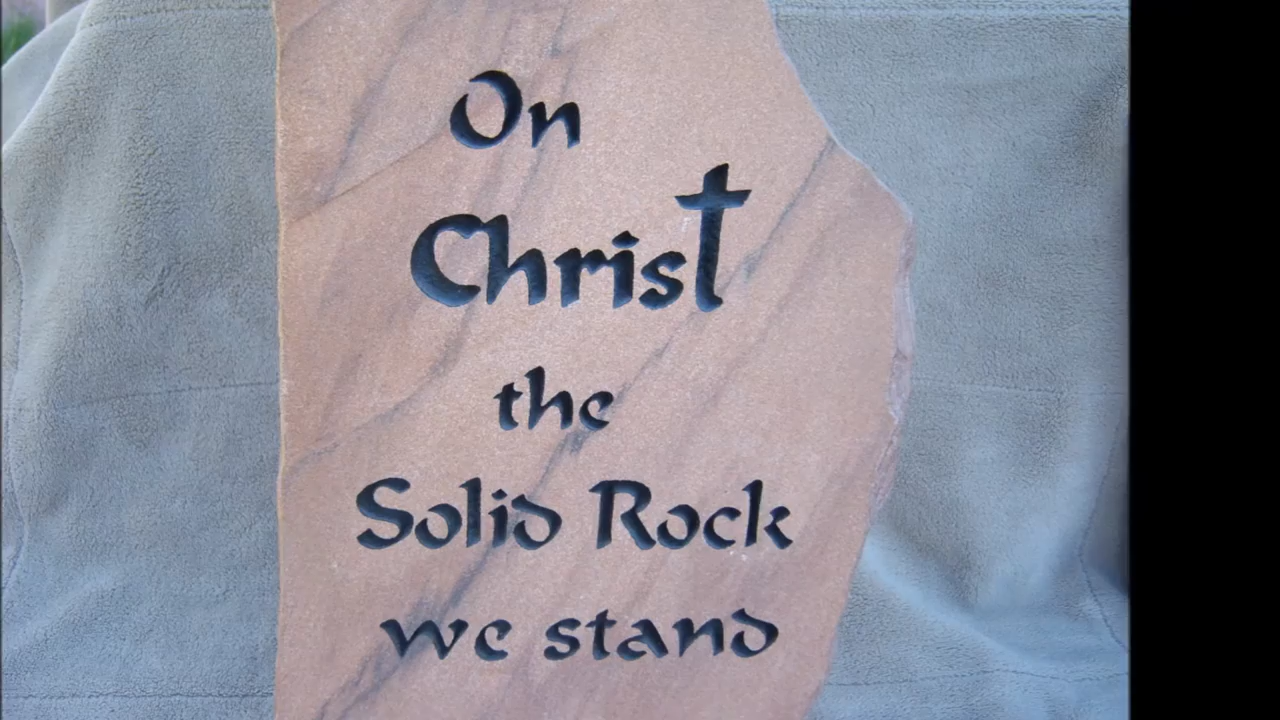 On
Christ
the
Solid Rock
we stand